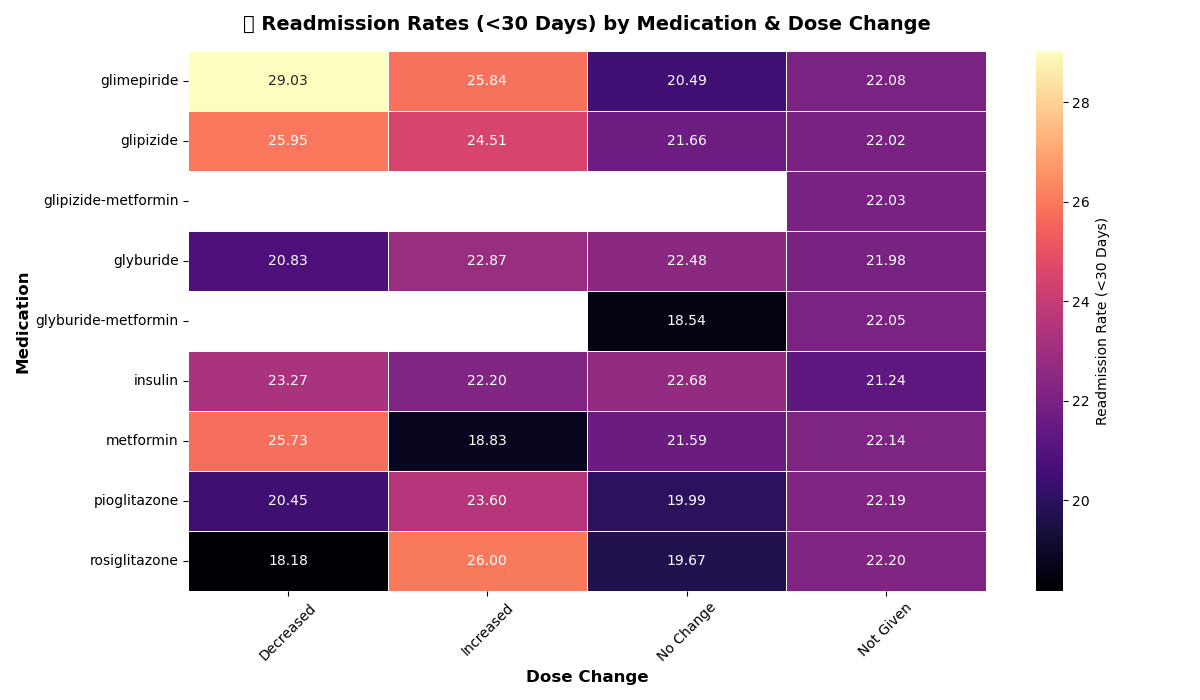 Readmission Rates (<30 Days) by Medication & Dose Change
glimepiride 29.03 25.84 20.49 22.08
glipizide 25.95 24.51 21.66 22.02
glipizide-metformin 22.03
glyburide 20.83 22.87 22.48 21.98
glyburide-metformin 18.54 22.05
insulin 23.27 22.20 22.68 21.24
metformin 25.73 18.83 21.59 22.14
pioglitazone 20.45 23.60 19.99 22.19
rosiglitazone 18.18 26.00 19.67 22.20
Medication
Decreased Increased No Change Not Given
Dose Change
28
26
24
22
20
Readmission Rate (<30 Days)